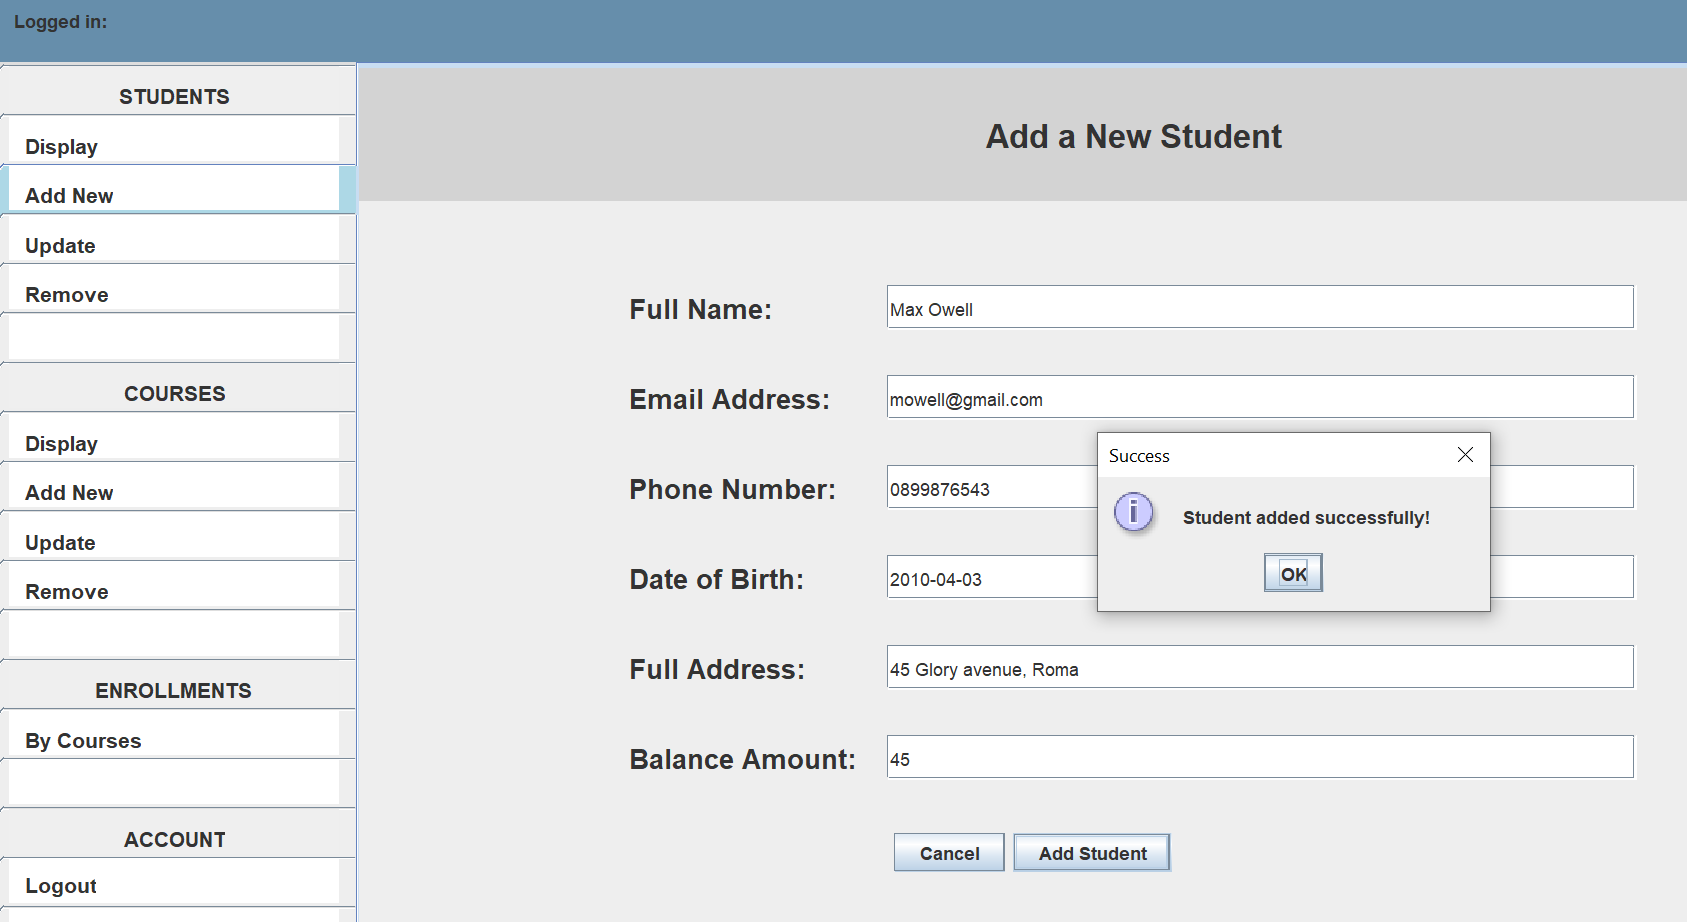 Logged in:
STUDENTS
Display
Add New
Update
Remove
COURSES
Display
Add New
Update
Remove
ENROLLMENTS
By Courses
ACCOUNT
Logout
Add a New Student
Full Name:
Max Owell
Email Address:
mowell@gmail.com
Phone Number:
0899876543
Date of Birth:
2010-04-03
Full Address:
45 Glory avenue, Roma
Balance Amount:
45
Cancel
Add Student
Success
i
Student added successfully!
OK